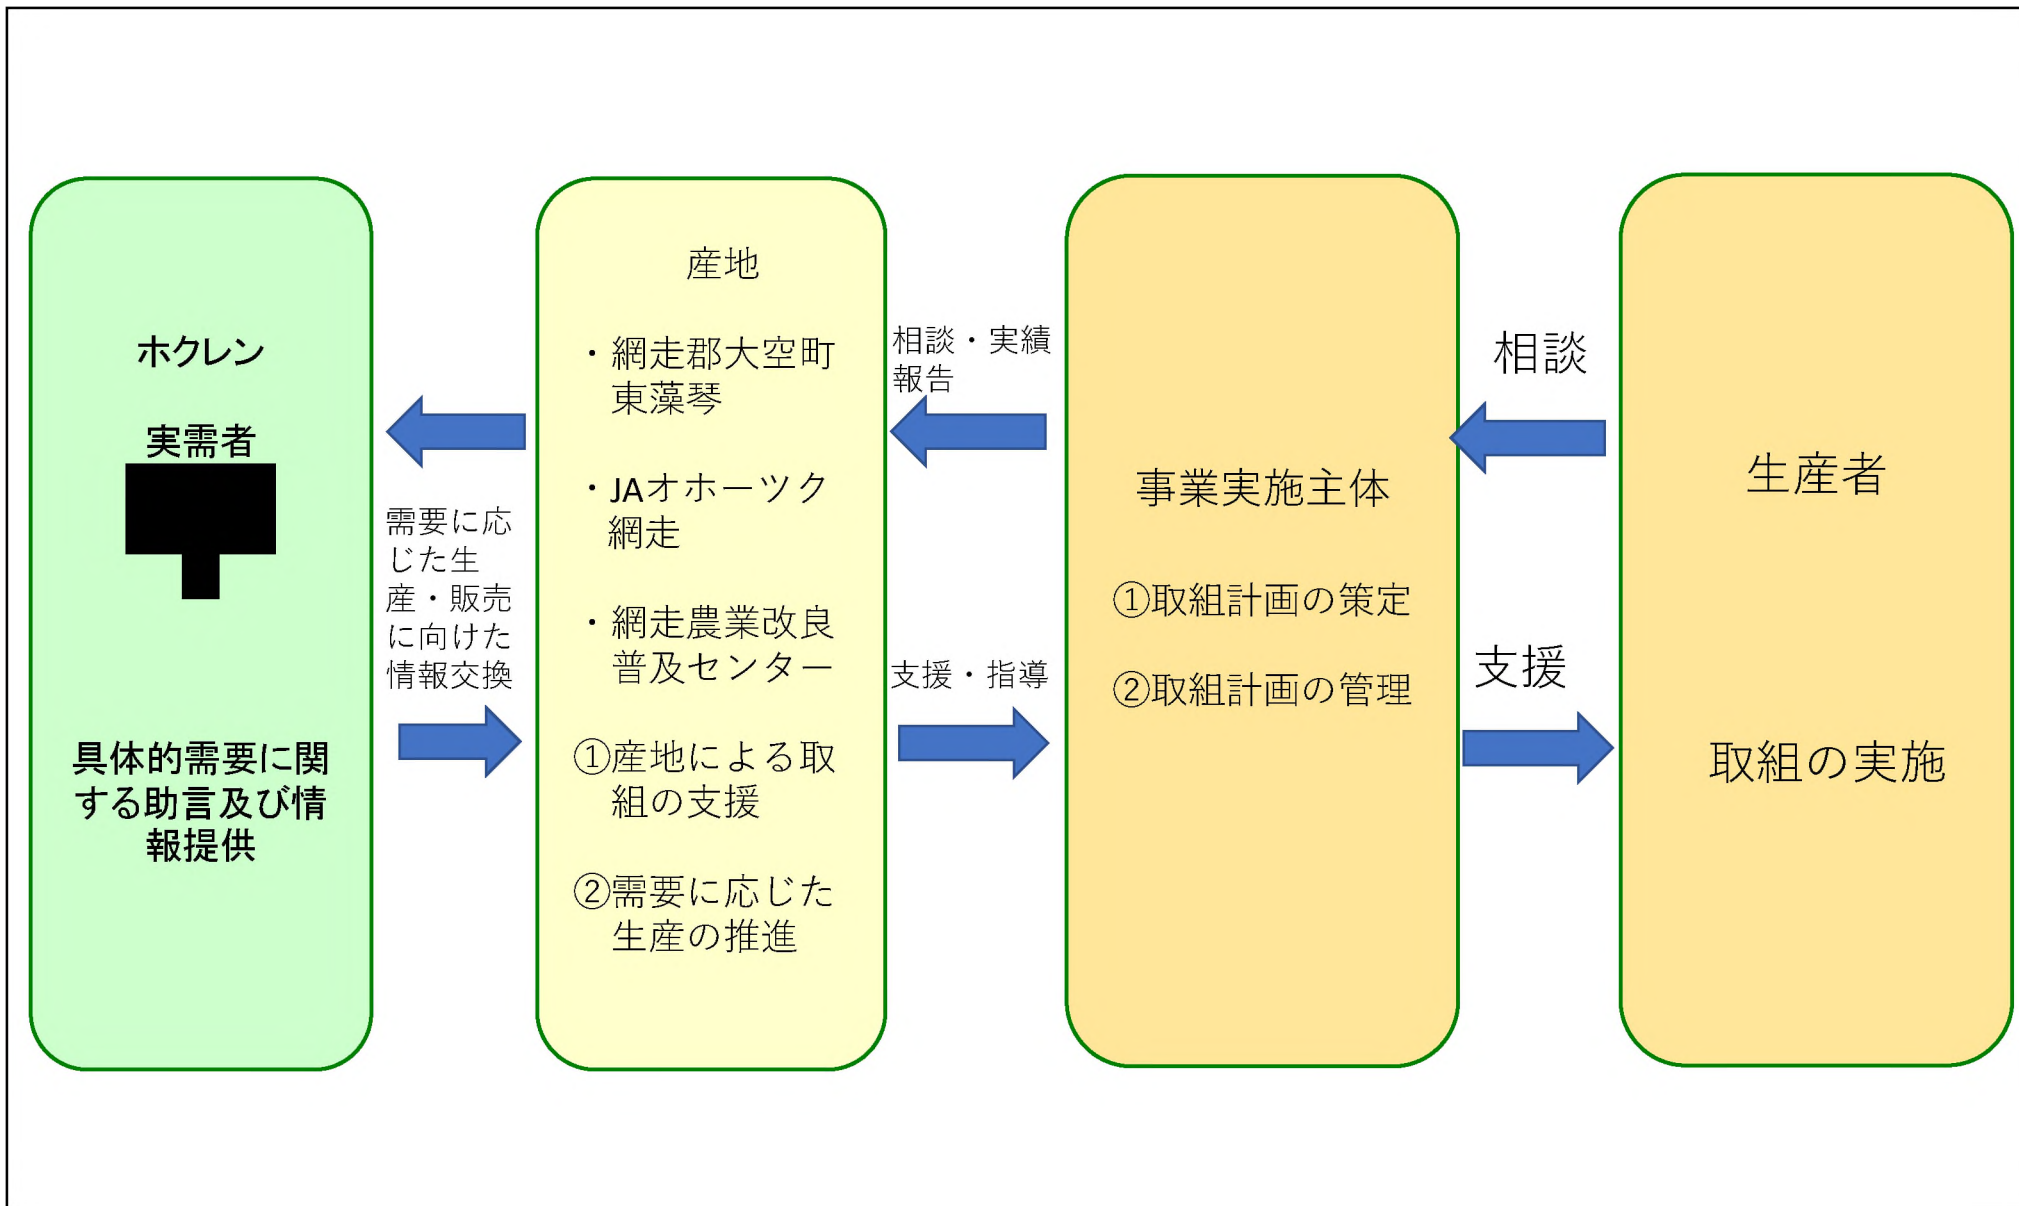 ホクレン
実需者
具体的需要に関
する助言及び情
報提供
需要に応
じた生
産・販売
に向けた
情報交換
産地
・網走郡大空町
東藻琴
・JAオホーツク
網走
・網走農業改良
普及センター
①産地による取
組の支援
②需要に応じた
生産の推進
相談・実績
報告
支援・指導
事業実施主体
①取組計画の策定
②取組計画の管理
相談
支援
生産者
取組の実施